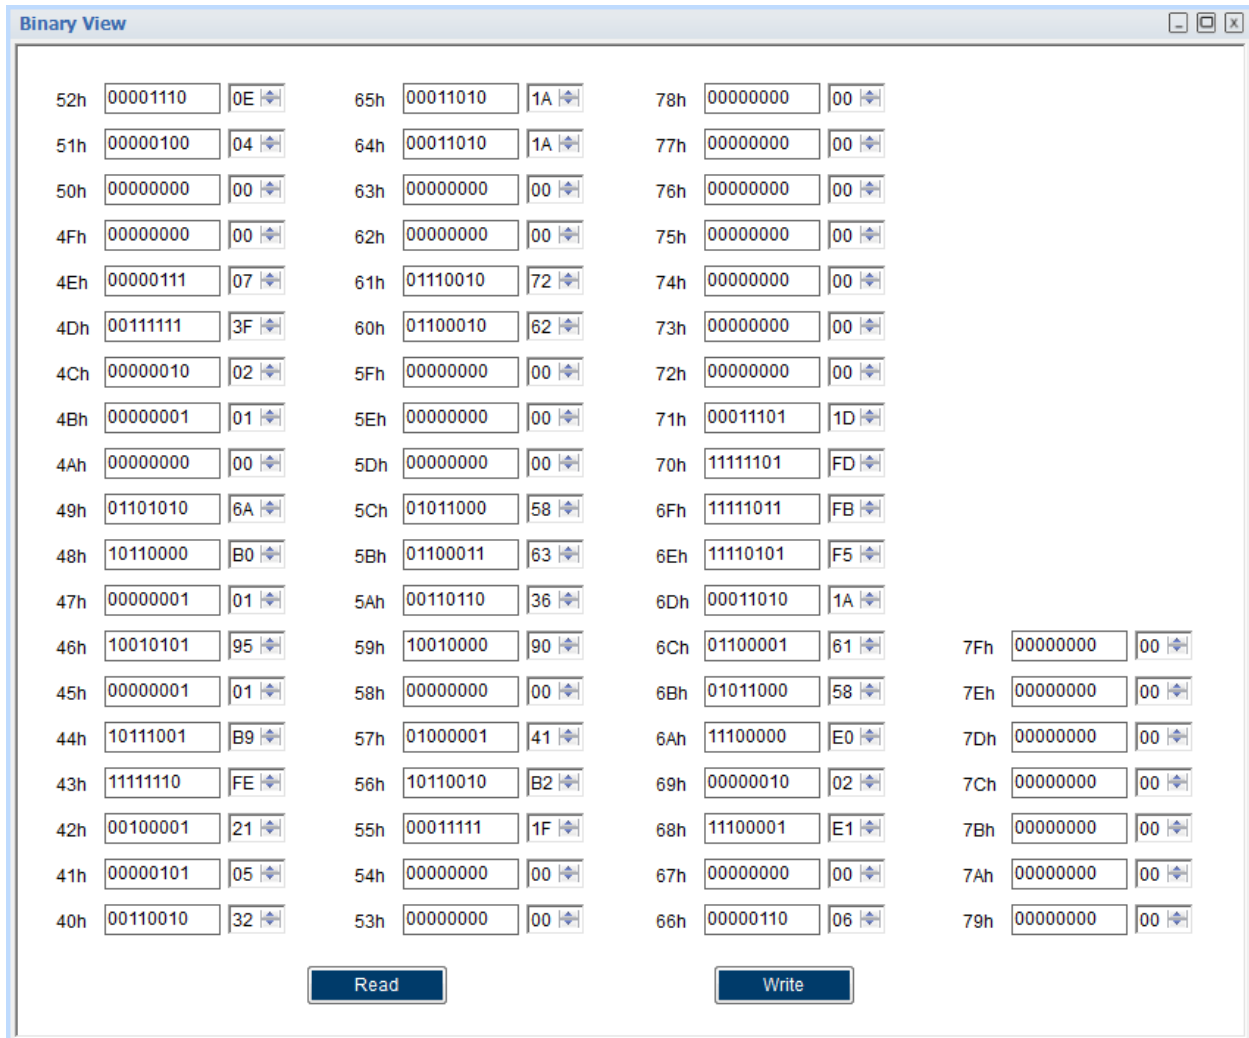 Binary View
52h 00001110 0E 65h 00011010 1A 78h 00000000 00
51h 00000100 04 64h 00011010 1A 77h 00000000 00
50h 00000000 00 63h 00000000 00 76h 00000000 00
4Fh 00000000 00 62h 00000000 00 75h 00000000 00
4Eh 00000111 07 61h 01110010 72 74h 00000000 00
4Dh 00111111 3F 60h 01100010 62 73h 00000000 00
4Ch 00000010 02 5Fh 00000000 00 72h 00000000 00
4Bh 00000001 01 5Eh 00000000 00 71h 00011101 1D
4Ah 00000000 00 5Dh 00000000 00 70h 11111101 FD
49h 01101010 6A 5Ch 01011000 58 6Fh 11111011 FB
48h 10110000 B0 5Bh 01100011 63 6Eh 11110101 F5
47h 00000001 01 5Ah 00110110 36 6Dh 00011010 1A
46h 10010101 95 59h 10010000 90 6Ch 01100001 61 7Fh 00000000 00
45h 00000001 01 58h 00000000 00 6Bh 01011000 58 7Eh 00000000 00
44h 10111001 B9 57h 01000001 41 6Ah 11100000 E0 7Dh 00000000 00
43h 11111110 FE 56h 10110010 B2 69h 00000010 02 7Ch 00000000 00
42h 00100001 21 55h 00011111 1F 68h 11100001 E1 7Bh 00000000 00
41h 00000101 05 54h 00000000 00 67h 00000000 00 7Ah 00000000 00
40h 00110010 32 53h 00000000 00 66h 00000110 06 79h 00000000 00
Read Write